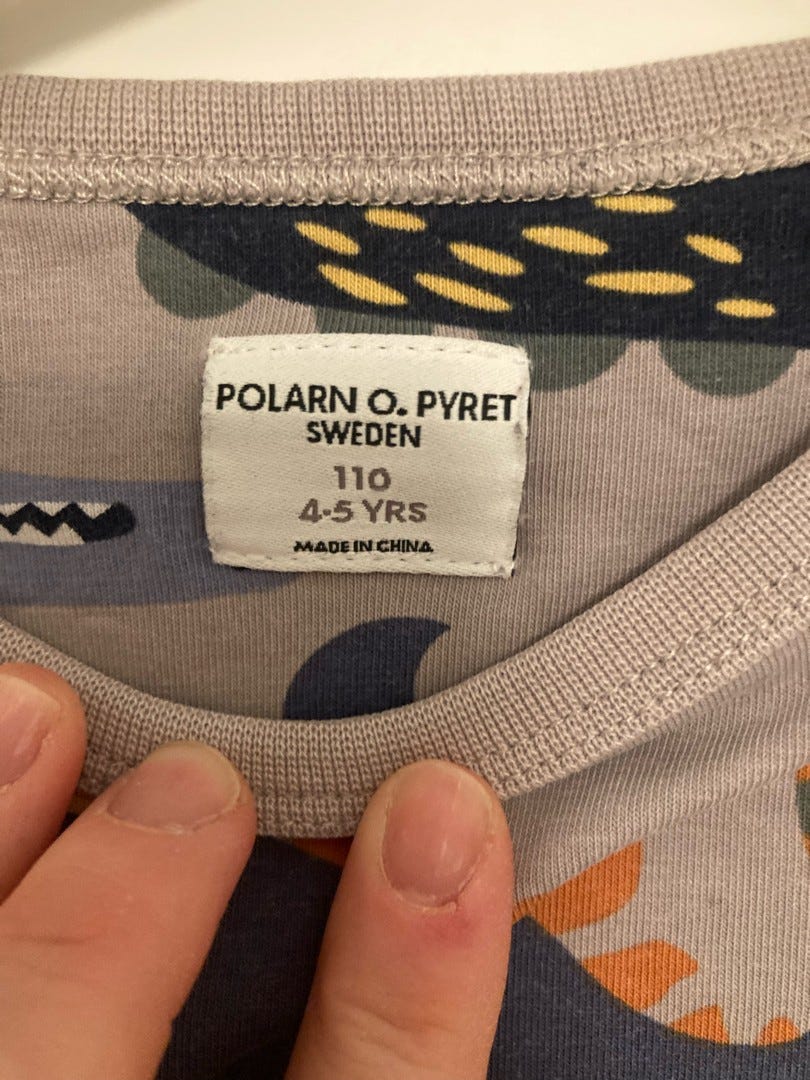 POLARN O. PYRET
SWEDEN
110
4-5 YRS
MADE IN CHINA